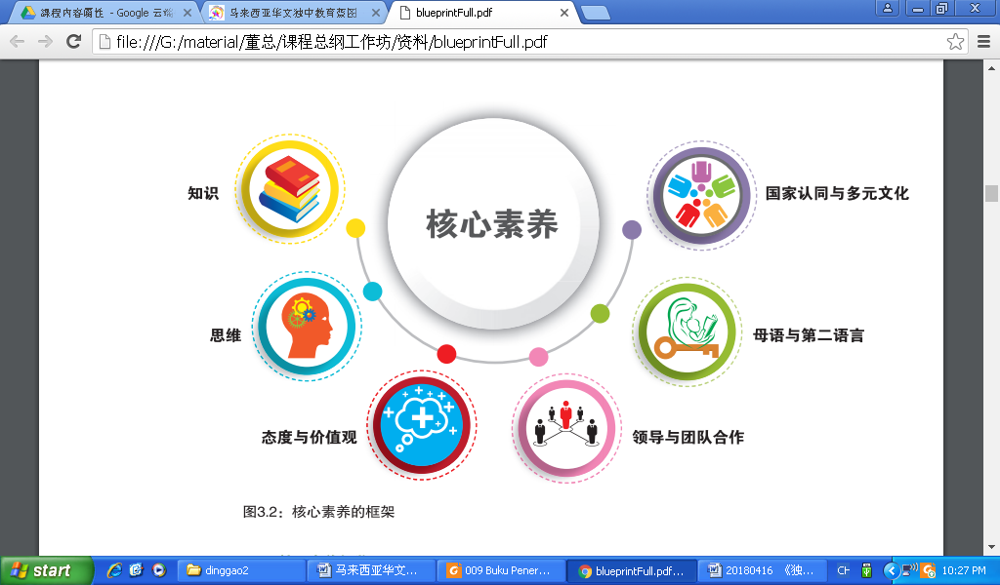 課程内容屬性 - Google 云端
马来西亚华文独中教育蓝图
blueprintFull.pdf
file:///G:/material/董总/课程总纲工作坊/资料/blueprintFull.pdf
核心素养
知识
国家认同与多元文化
思维
母语与第二语言
态度与价值观
领导与团队合作
图3.2：核心素养的框架
start
dinggao2
马来西亚华文...
009 Buku Pener...
blueprintFull.pdf...
20180416 《独...
CH
10:27 PM